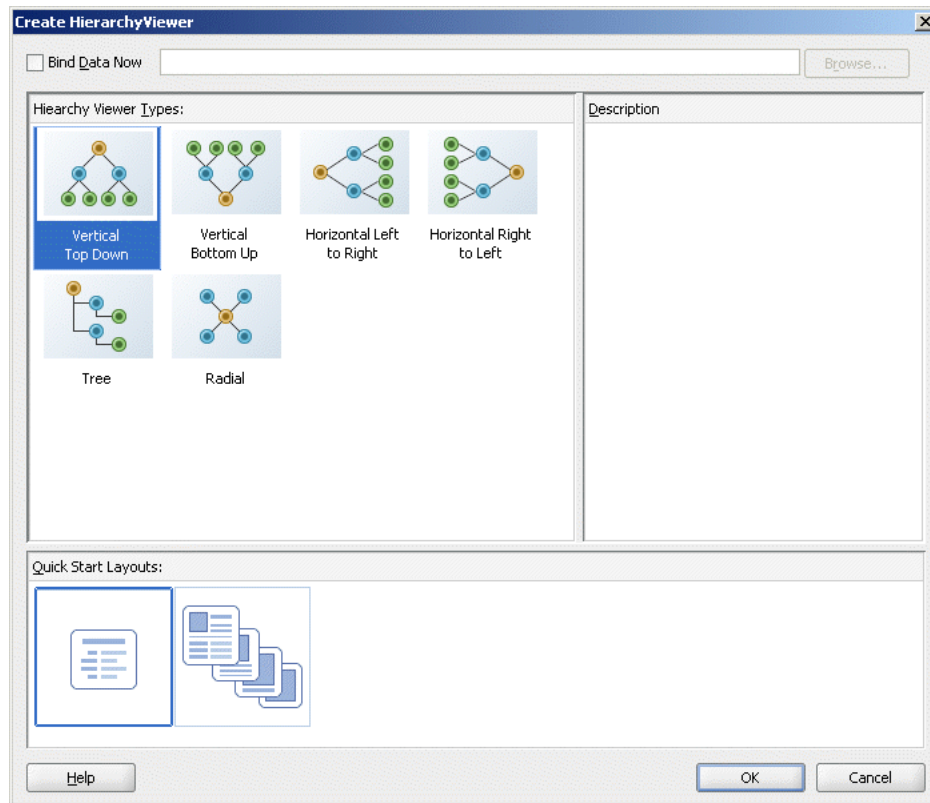 Create HierarchyViewer
Bind Data Now
Browse...
Hiearchy Viewer Types:
Description
Vertical
Top Down
Vertical
Bottom Up
Horizontal Left
to Right
Horizontal Right
to Left
Tree
Radial
Quick Start Layouts:
Help
OK
Cancel